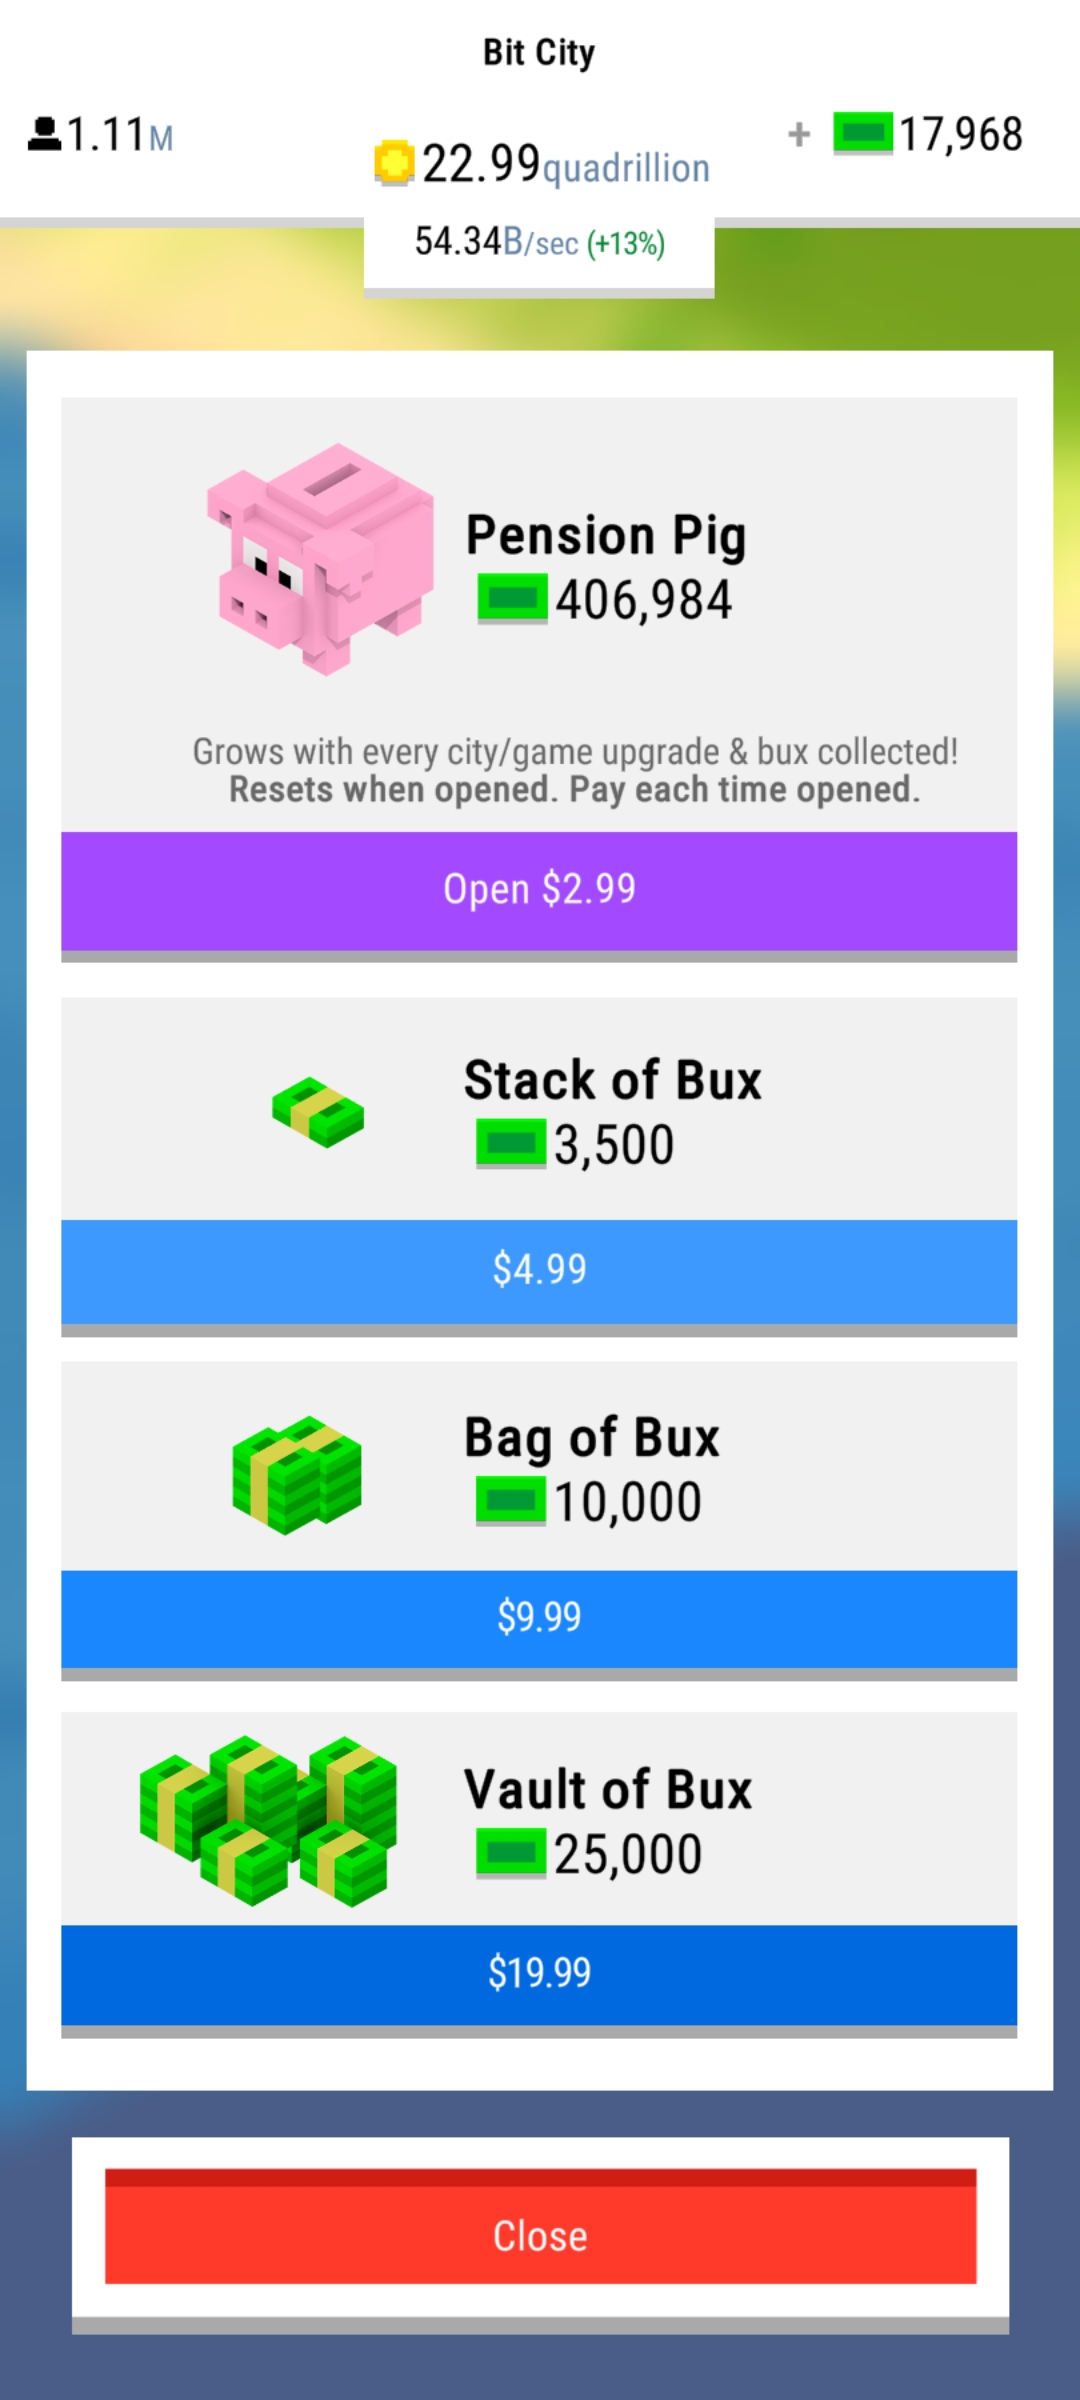 Bit City
1.11M
22.99quadrillion
+ 17,968
54.34B/sec (+13%)
Pension Pig
406,984
Grows with every city/game upgrade & bux collected!
Resets when opened. Pay each time opened.
Open $2.99
Stack of Bux
3,500
$4.99
Bag of Bux
10,000
$9.99
Vault of Bux
25,000
$19.99
Close